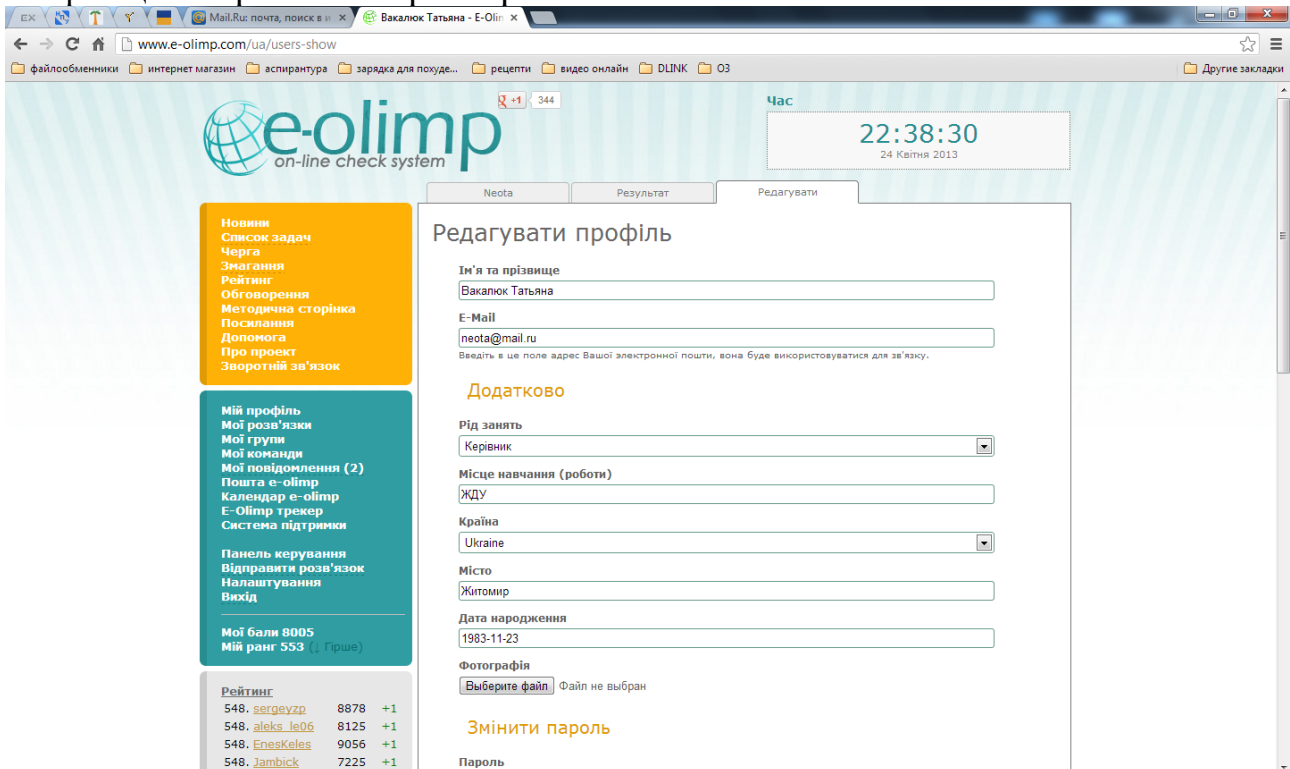 EX
Mail.Ru: почта, поиск в и
Вакалюк Татьяна - E-Olim
www.e-olimp.com/ua/users-show
файлообменники
интернет магазин
аспирантура
зарядка для похуде...
рецепти
видео онлайн
DLINK
ОЗ
Другие закладки
e-olimp
on-line check system
+1
344
Час
22:38:30
24 Квітня 2013
Neota
Результат
Редагувати
Новини
Список задач
Черга
Змагання
Рейтинг
Обговорення
Методична сторінка
Посилання
Допомога
Про проект
Зворотній зв'язок
Мій профіль
Мої розв'язки
Мої групи
Мої команди
Мої повідомлення (2)
Пошта e-olimp
Календар e-olimp
E-Olimp трекер
Система підтримки
Панель керування
Відправити розв'язок
Налаштування
Вихід
Мої бали 8005
Мій ранг 553 (↓ Гірше)
Рейтинг
548. sergeyzp 8878 +1
548. aleks_le06 8125 +1
548. EnesKeles 9056 +1
548. Jambick 7225 +1
Редагувати профіль
Ім'я та прізвище
Вакалюк Татьяна
E-Mail
neota@mail.ru
Введіть в це поле адрес Вашої электронної пошти, вона буде використовуватися для зв'язку.
Додатково
Рід занять
Керівник
Місце навчання (роботи)
ЖДУ
Країна
Ukraine
Місто
Житомир
Дата народження
1983-11-23
Фотографія
Выберите файл Файл не выбран
Змінити пароль
Пароль